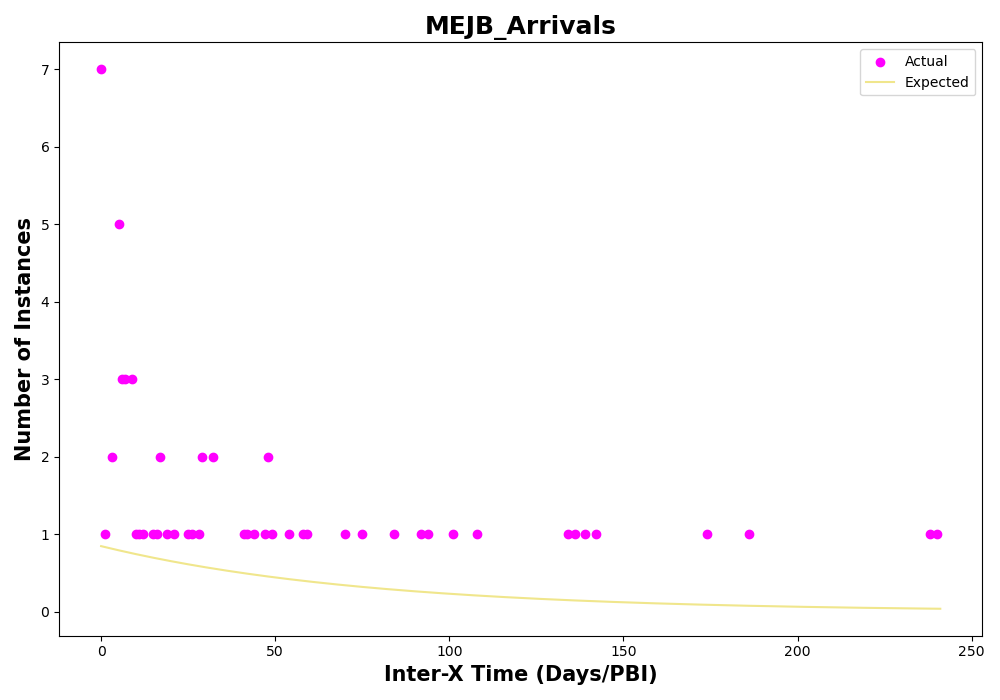 MEJB_Arrivals
Actual
Expected
7
6
5
4
3
2
1
0
Number of Instances
0 50 100 150 200 250
Inter-X Time (Days/PBI)